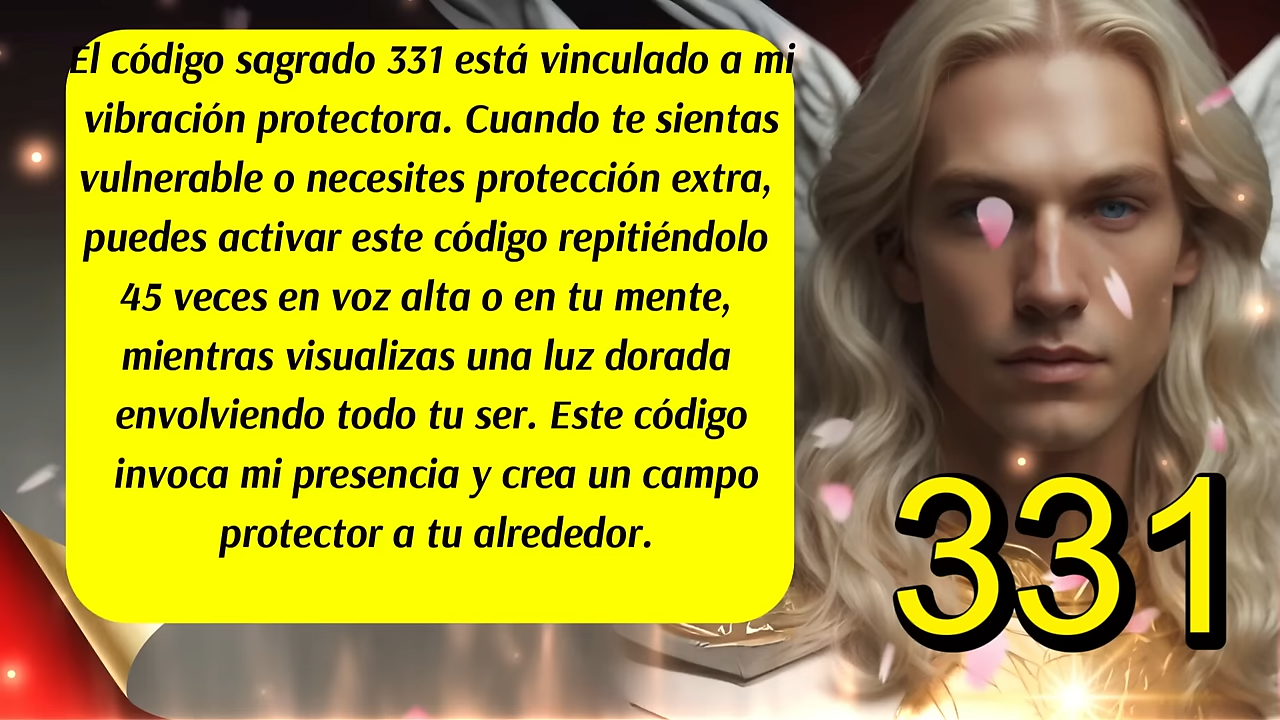 El código sagrado 331 está vinculado a mi
vibración protectora. Cuando te sientas
vulnerable o necesites protección extra,
puedes activar este código repitiéndolo
45 veces en voz alta o en tu mente,
mientras visualizas una luz dorada
envolviendo todo tu ser. Este código
invoca mi presencia y crea un campo
protector a tu alrededor.
331